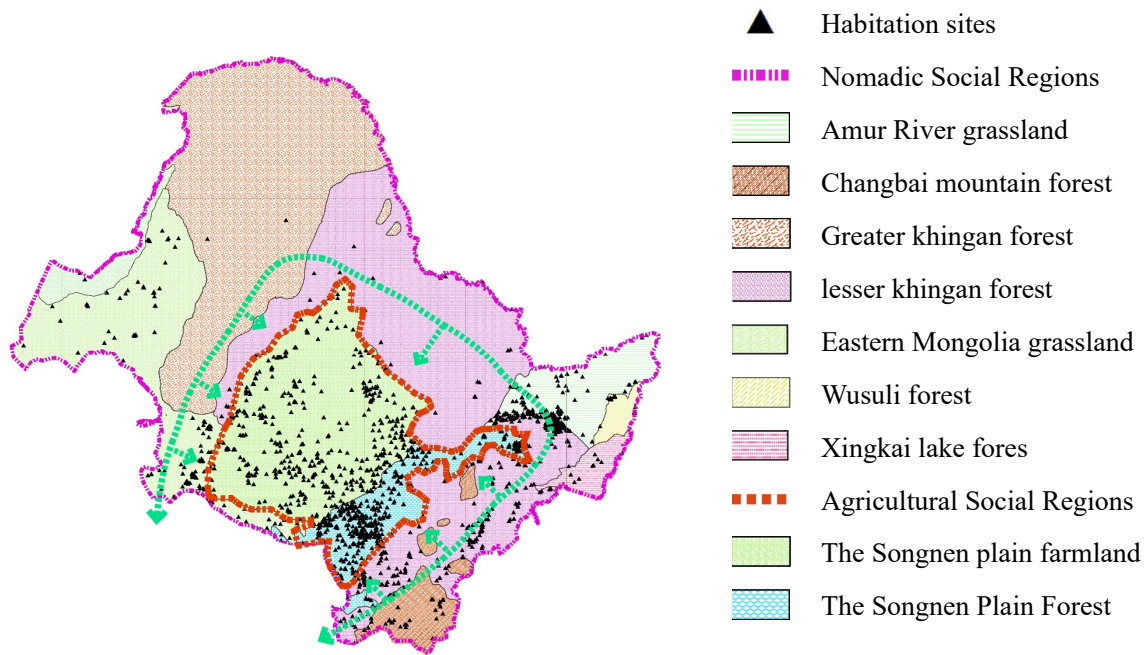 Habitation sites
Nomadic Social Regions
Amur River grassland
Changbai mountain forest
Greater khingan forest
lesser khingan forest
Eastern Mongolia grassland
Wusuli forest
Xingkai lake fores
Agricultural Social Regions
The Songnen plain farmland
The Songnen Plain Forest